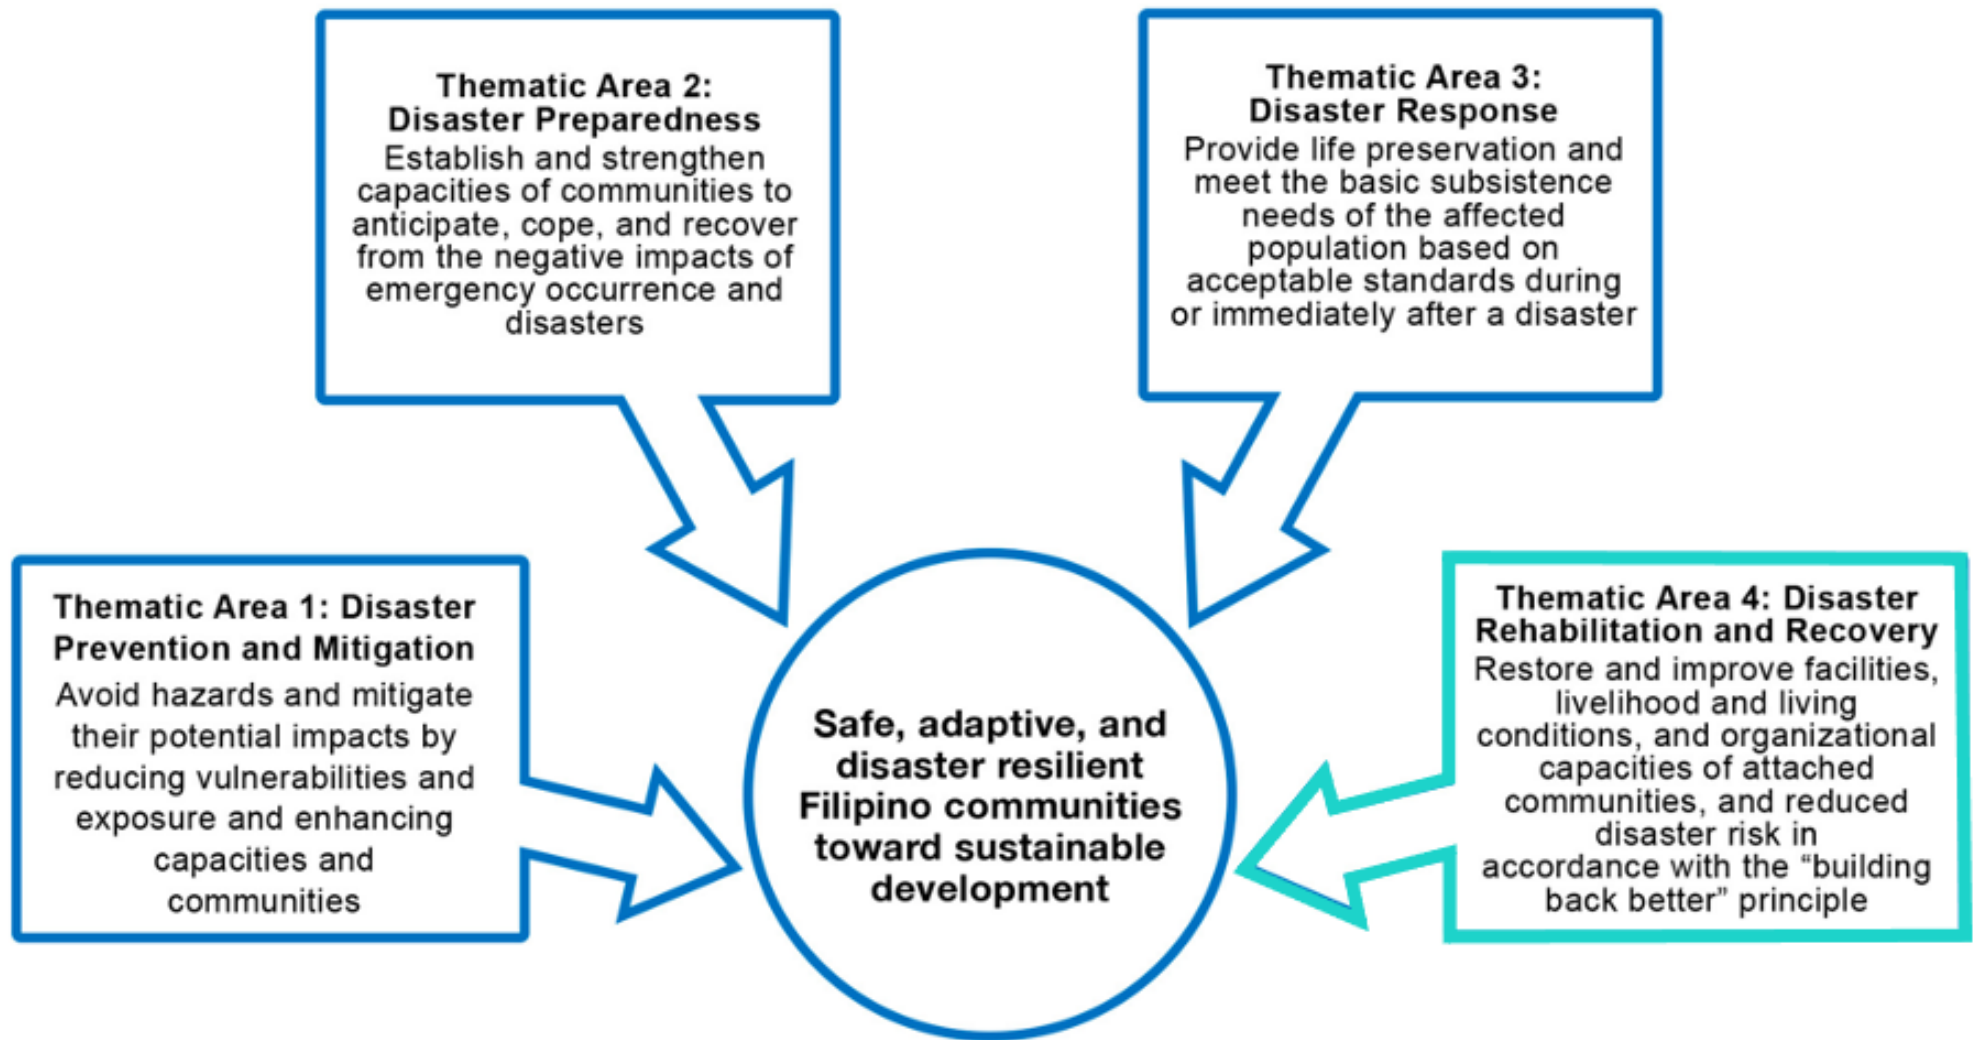 Thematic Area 2:
Disaster Preparedness
Establish and strengthen
capacities of communities to
anticipate, cope, and recover
from the negative impacts of
emergency occurrence and
disasters
Thematic Area 3:
Disaster Response
Provide life preservation and
meet the basic subsistence
needs of the affected
population based on
acceptable standards during
or immediately after a disaster
Thematic Area 1: Disaster
Prevention and Mitigation
Avoid hazards and mitigate
their potential impacts by
reducing vulnerabilities and
exposure and enhancing
capacities and
communities
Safe, adaptive, and
disaster resilient
Filipino communities
toward sustainable
development
Thematic Area 4: Disaster
Rehabilitation and Recovery
Restore and improve facilities,
livelihood and living
conditions, and organizational
capacities of attached
communities, and reduced
disaster risk in
accordance with the “building
back better” principle